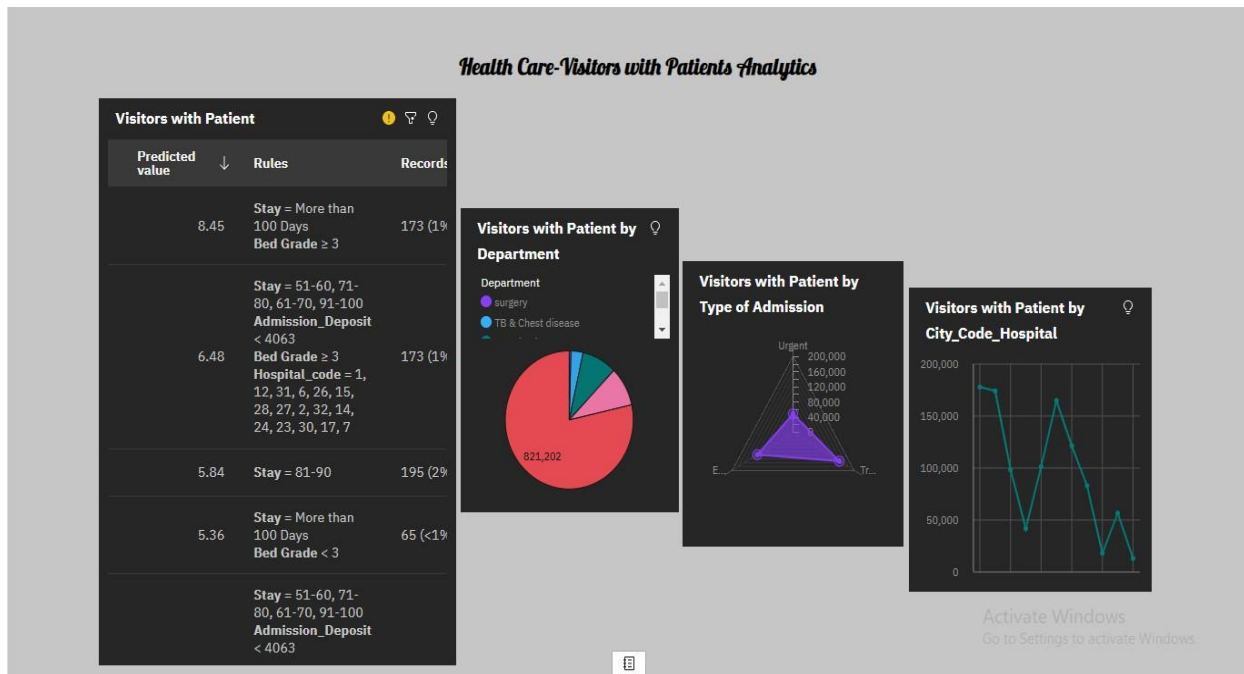 Health Care-Visitors with Patients Analytics
Visitors with Patient
Predicted
value
Rules
Records
8.45
Stay = More than
100 Days
Bed Grade ≥ 3
173 (1%
6.48
Stay = 51-60, 71-
80, 61-70, 91-100
Admission_Deposit
< 4063
Bed Grade ≥ 3
Hospital_code = 1,
12, 31, 6, 26, 15,
28, 27, 2, 32, 14,
24, 23, 30, 17, 7
173 (1%
5.84
Stay = 81-90
195 (2%
5.36
Stay = More than
100 Days
Bed Grade < 3
65 (<1%
Stay = 51-60, 71-
80, 61-70, 91-100
Admission_Deposit
< 4063
Visitors with Patient by
Department
Department
surgery
TB & Chest disease
821,202
Visitors with Patient by
Type of Admission
Urgent
200,000
160,000
120,000
80,000
40,000
0
E...
Tr...
Visitors with Patient by
City_Code_Hospital
200,000
150,000
100,000
50,000
0
Activate Windows
Go to Settings to activate Windows.